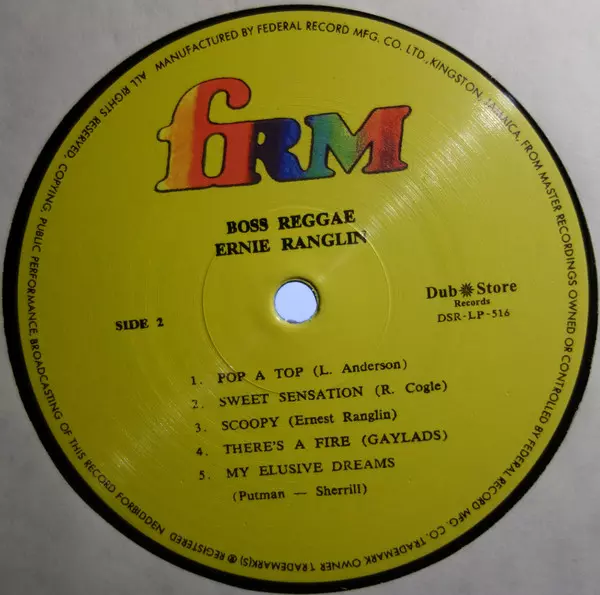 MANUFACTURED BY FEDERAL RECORD MFG. CO. LTD., KINGSTON, JAMAICA, FROM MASTER RECORDINGS OWNED OR CONTROLLED BY FEDERAL RECORD MFG. CO. TRADEMARK OWNER TRADEMARK(S) ® REGISTERED
ALL RIGHTS RESERVED, COPYING, PUBLIC PERFORMANCE, BROADCASTING OF THIS RECORD FORBIDDEN
fRM
BOSS REGGAE
ERNIE RANGLIN
SIDE 2
Dub Store
Records
DSR-LP-516
1. POP A TOP (L. Anderson)
2. SWEET SENSATION (R. Cogle)
3. SCOOPY (Ernest Ranglin)
4. THERE'S A FIRE (GAYLADS)
5. MY ELUSIVE DREAMS
(Putman — Sherrill)